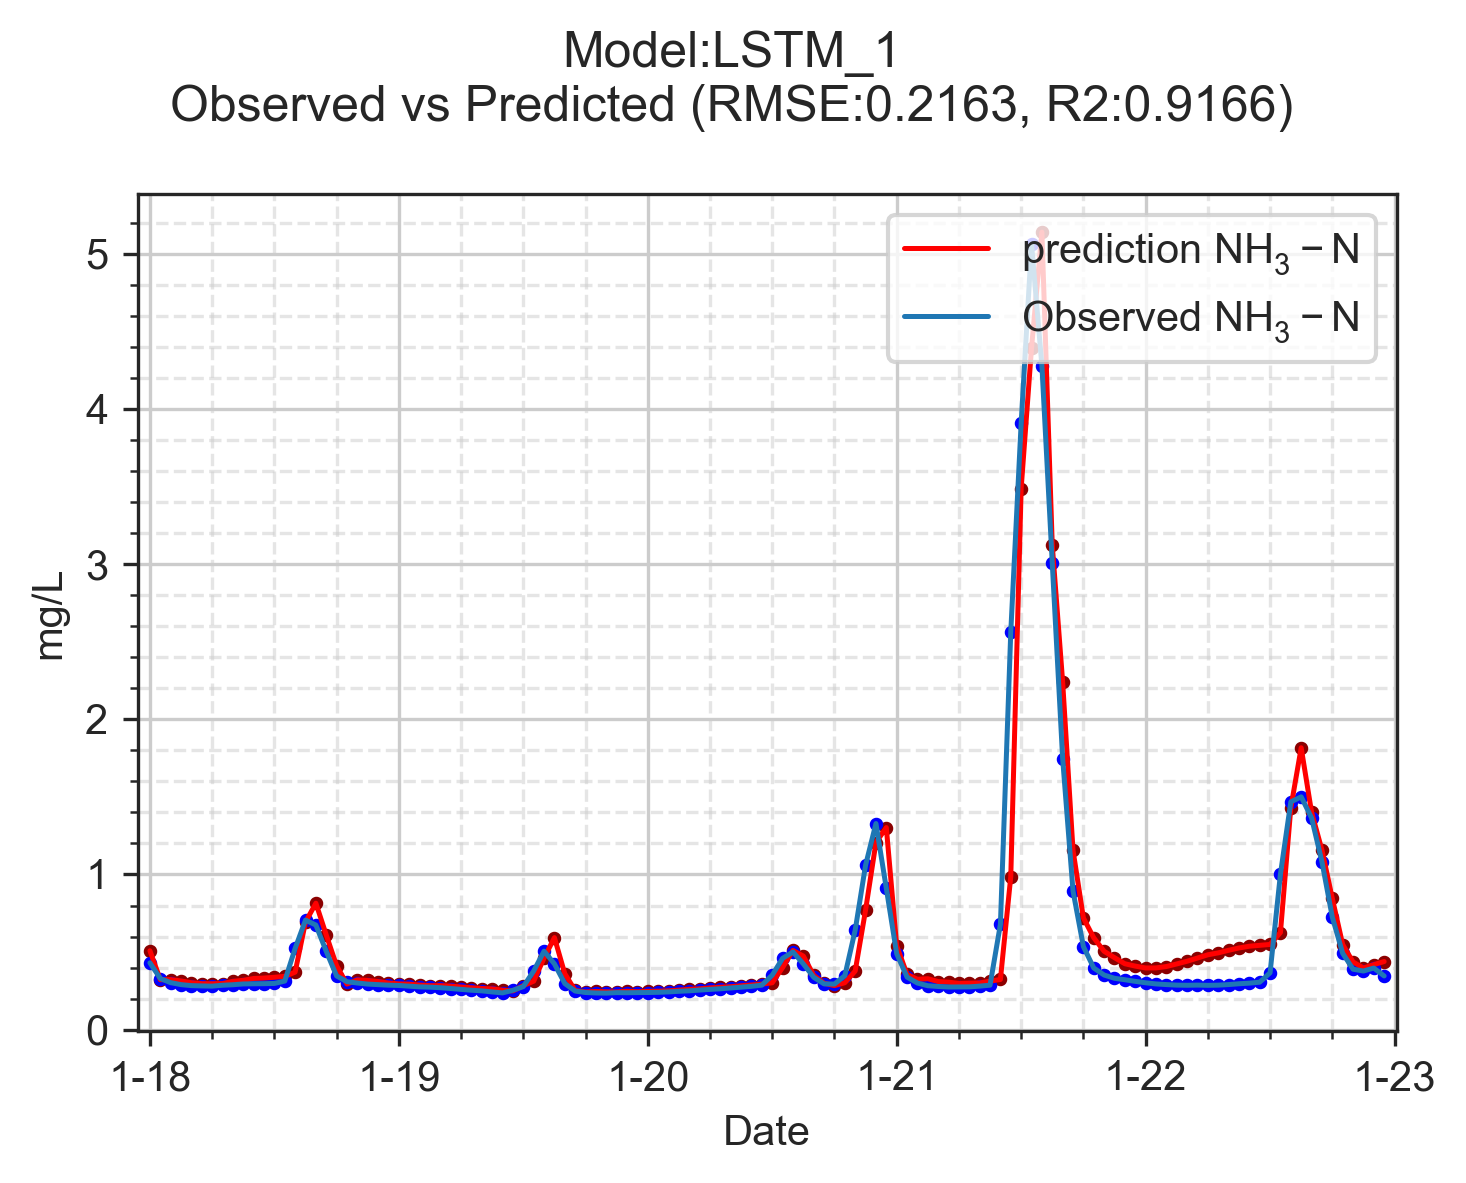 Model:LSTM_1
Observed vs Predicted (RMSE:0.2163, R2:0.9166)
prediction NH₃ − N
Observed NH₃ − N
5
4
3
2
1
0
mg/L
1-18 1-19 1-20 1-21 1-22 1-23
Date